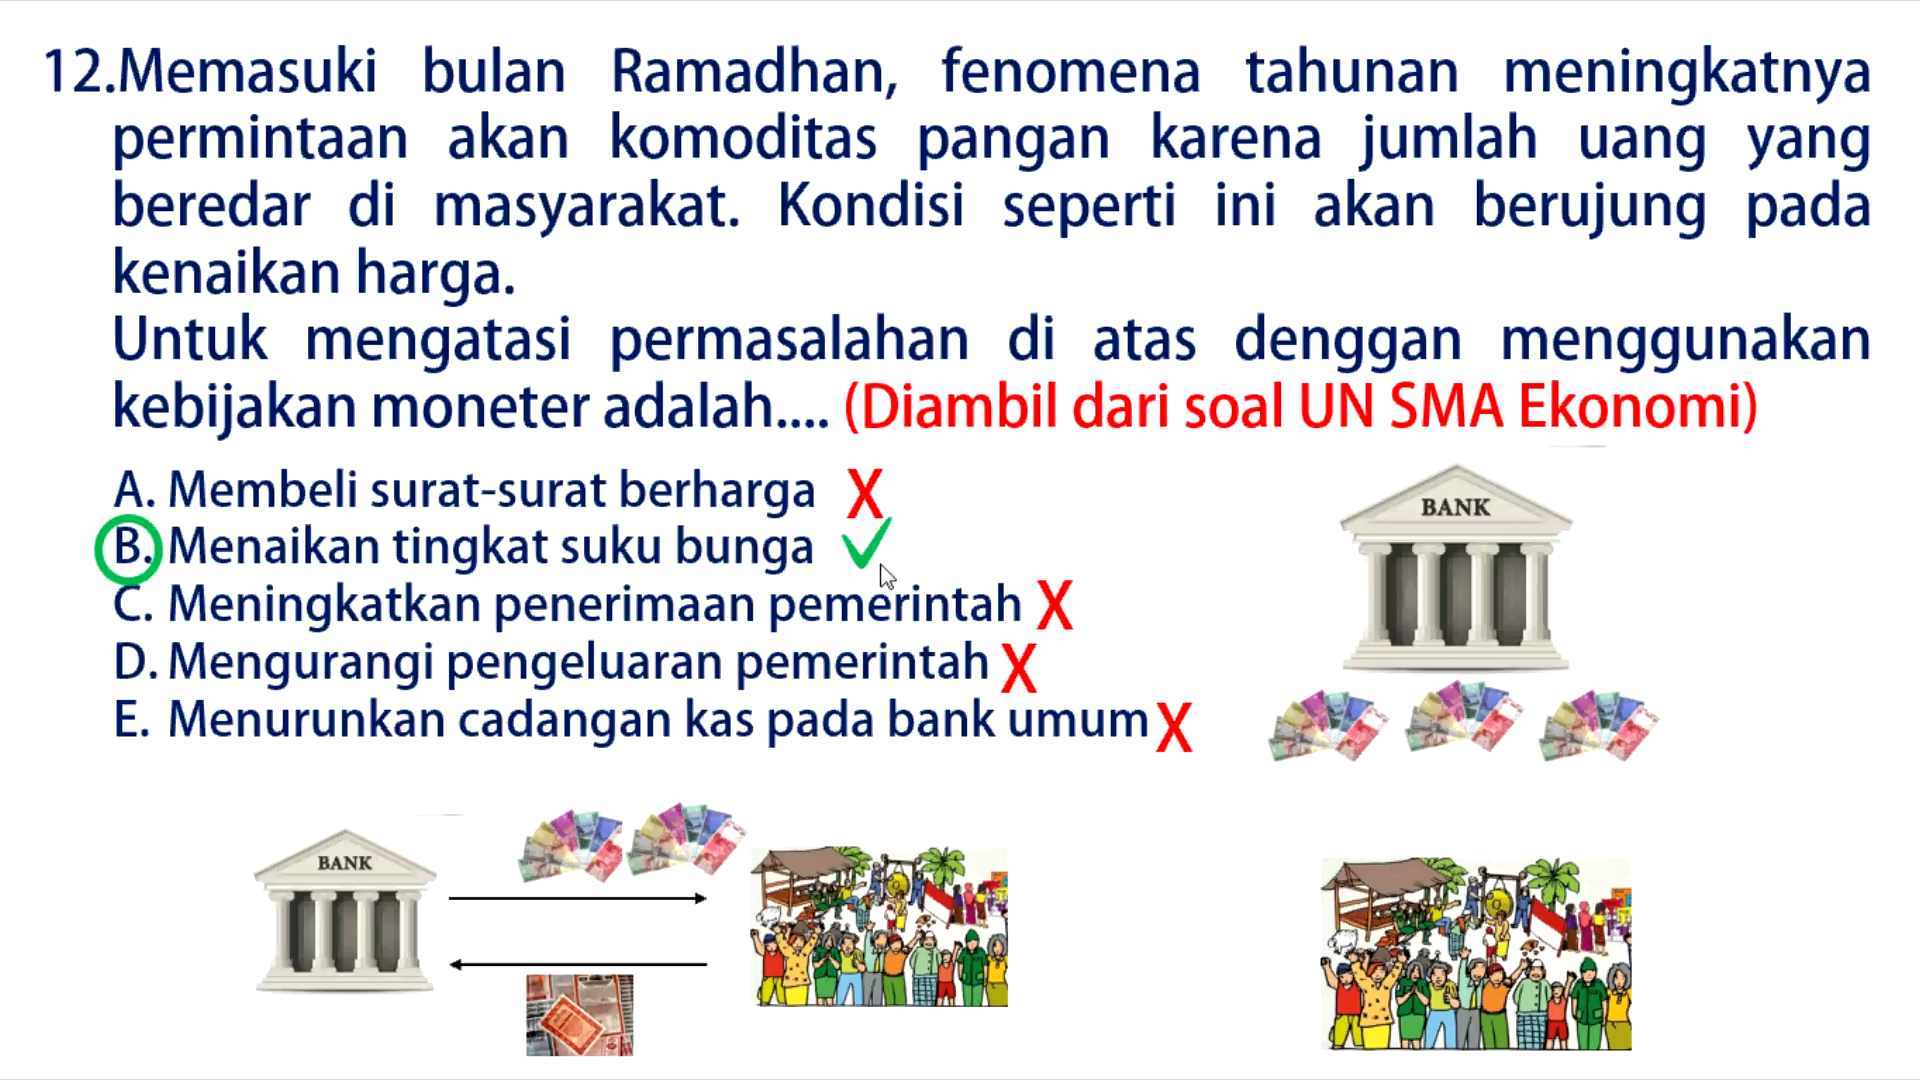 12.Memasuki bulan Ramadhan, fenomena tahunan meningkatnya
permintaan akan komoditas pangan karena jumlah uang yang
beredar di masyarakat. Kondisi seperti ini akan berujung pada
kenaikan harga.
Untuk mengatasi permasalahan di atas denggan menggunakan
kebijakan moneter adalah.... (Diambil dari soal UN SMA Ekonomi)
A. Membeli surat-surat berharga X
B. Menaikan tingkat suku bunga ✓
C. Meningkatkan penerimaan pemerintah X
D. Mengurangi pengeluaran pemerintah X
E. Menurunkan cadangan kas pada bank umum X
BANK
BANK